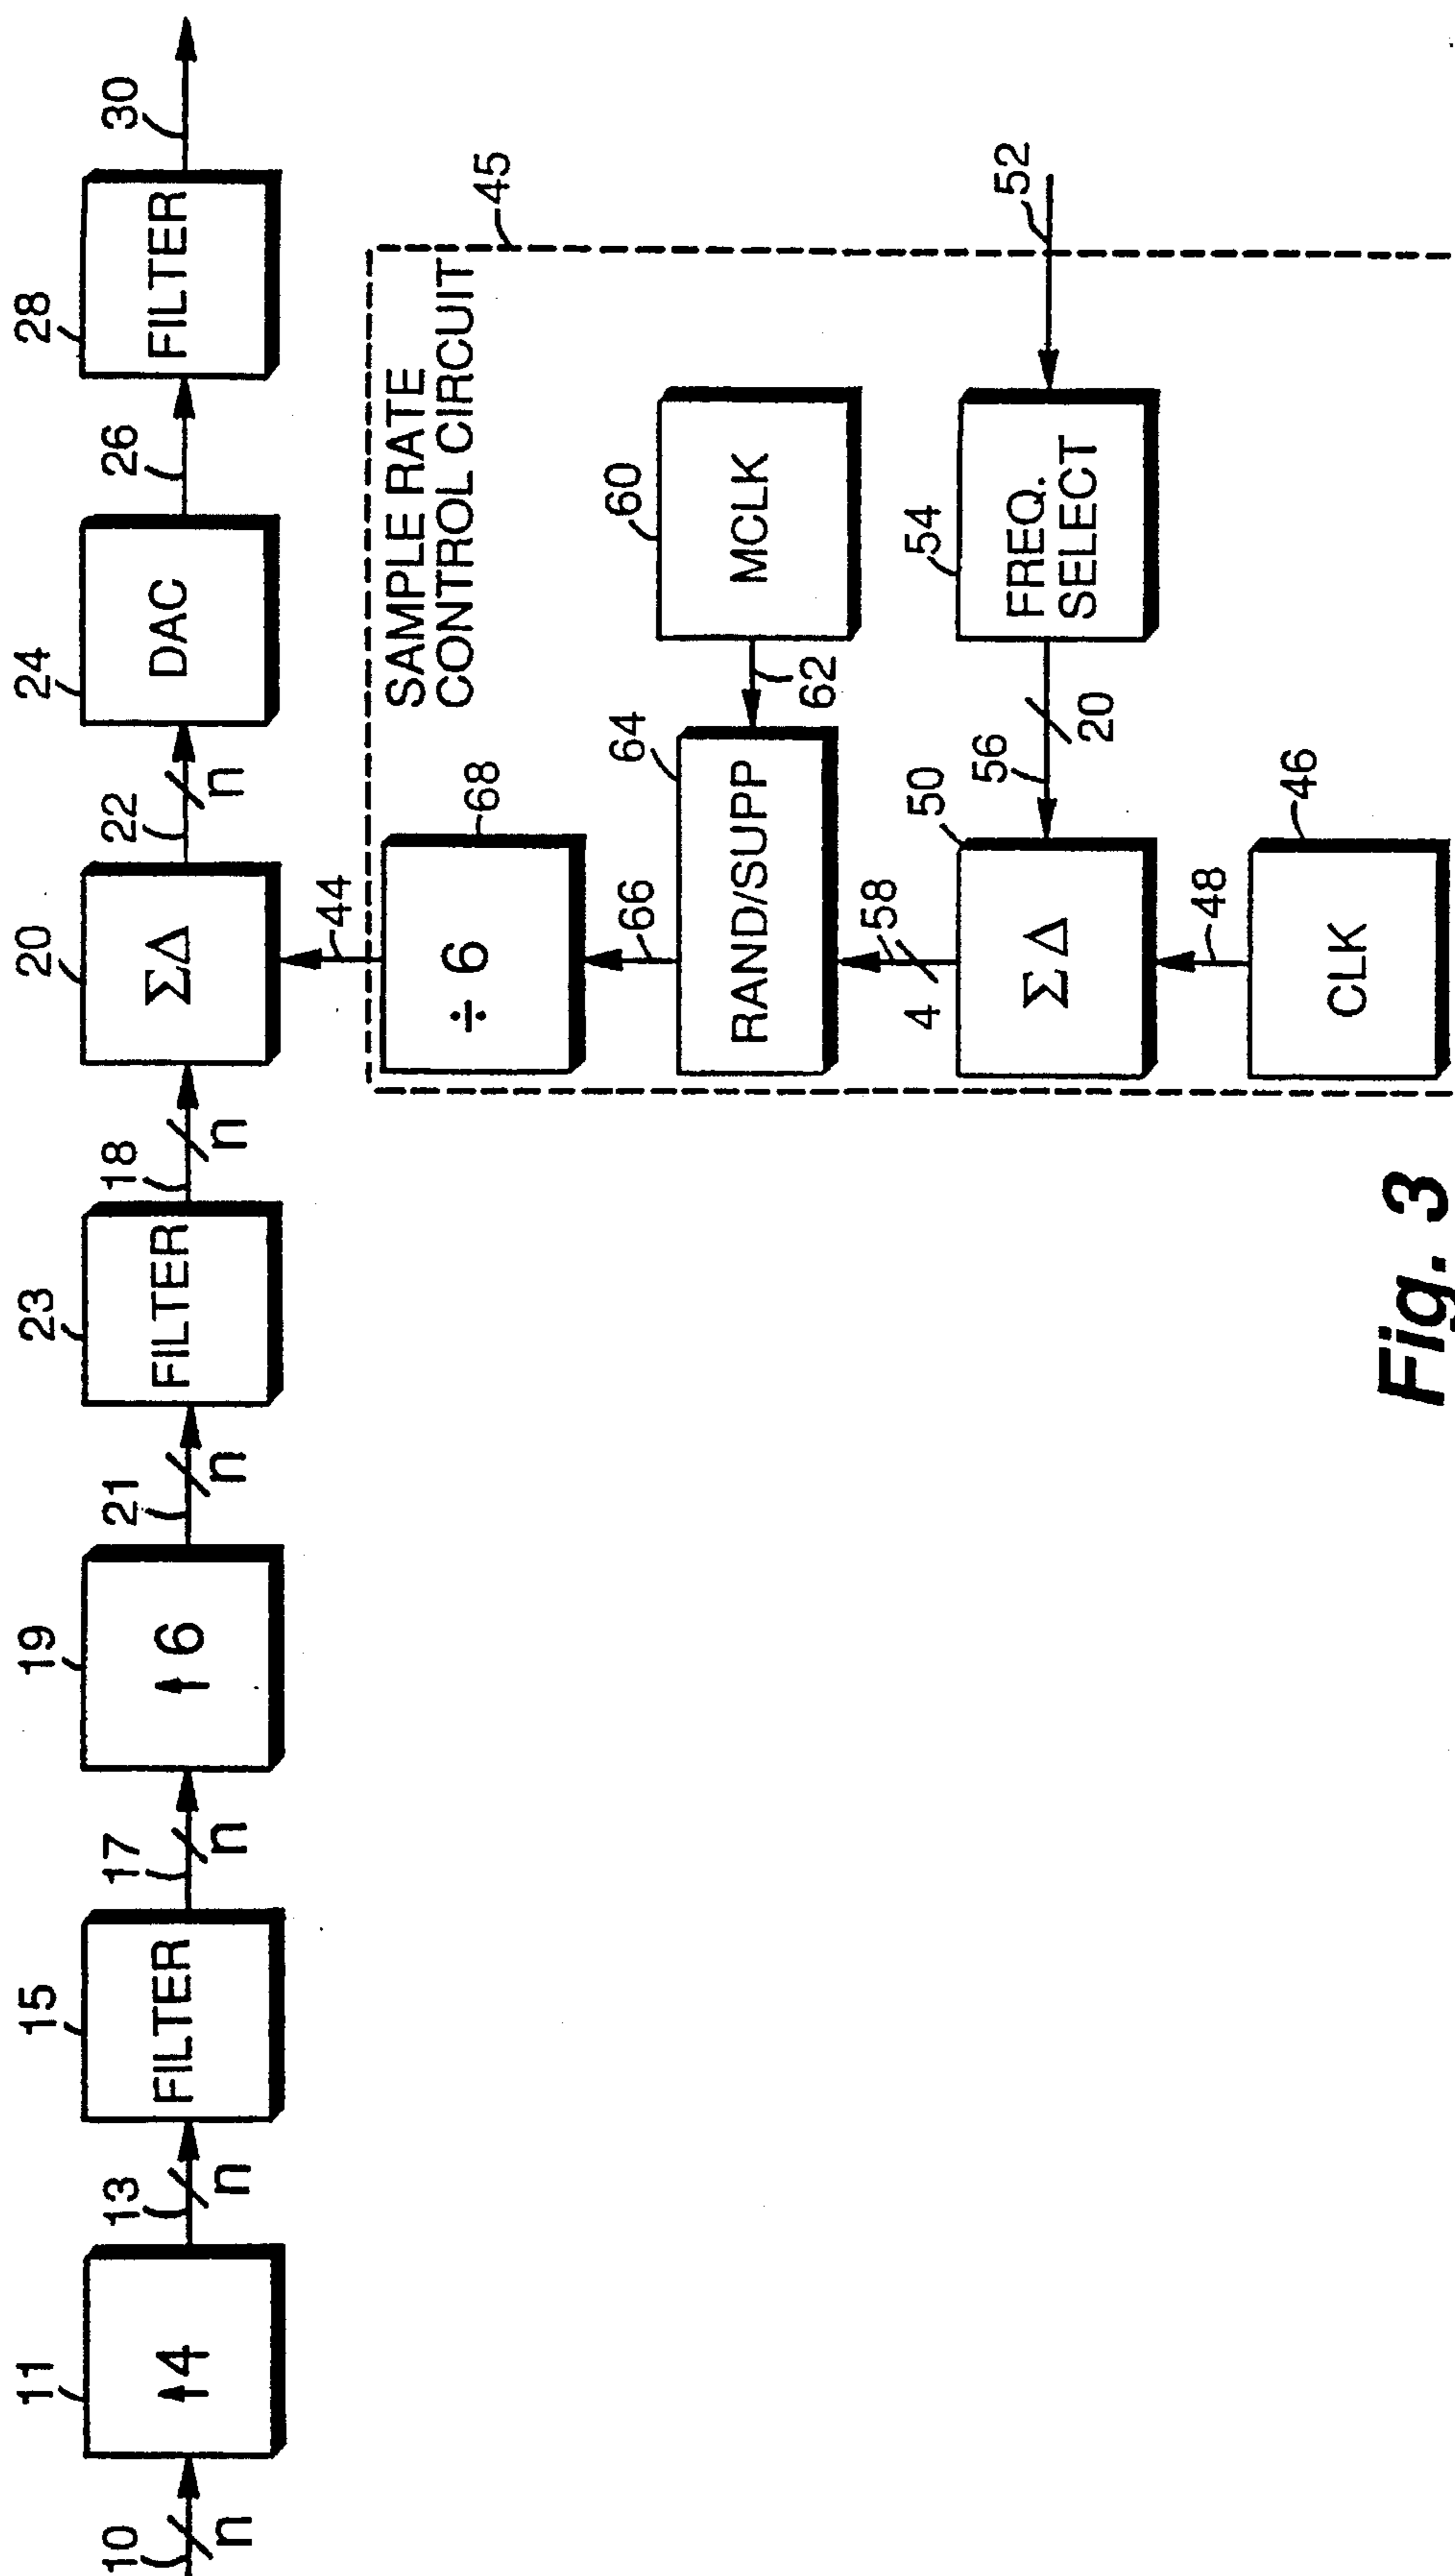 10
n
11
↑4
13
n
15
FILTER
17
n
19
↑6
21
n
23
FILTER
18
n
20
ΣΔ
22
n
24
DAC
26
28
FILTER
30
44
45
SAMPLE RATE
CONTROL CIRCUIT
68
÷ 6
66
64
RAND/SUPP
62
60
MCLK
58
4
50
ΣΔ
56
20
54
FREQ.
SELECT
52
48
46
CLK
Fig. 3